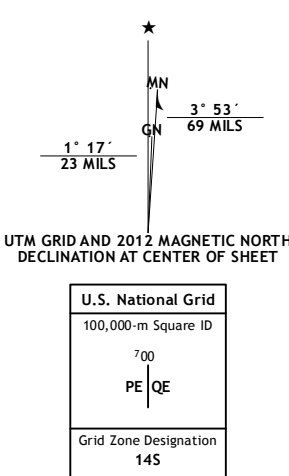 ★
MN
3° 53´
69 MILS
GN
1° 17´
23 MILS
UTM GRID AND 2012 MAGNETIC NORTH
DECLINATION AT CENTER OF SHEET
U.S. National Grid
100,000-m Square ID
⁷00
PE QE
Grid Zone Designation
14S